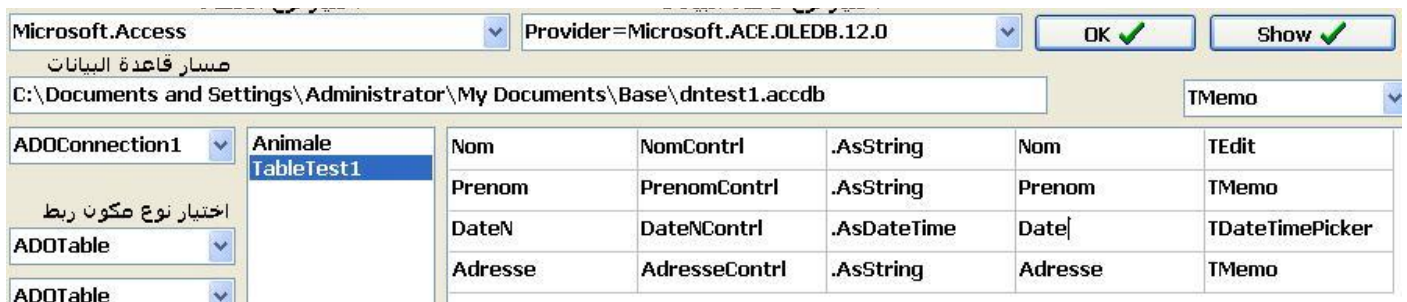 Microsoft.Access
Provider=Microsoft.ACE.OLEDB.12.0
OK
Show
مسار قاعدة البيانات
C:\Documents and Settings\Administrator\My Documents\Base\dntest1.accdb
TMemo
ADOConnection1
Animale
TableTest1
Nom NomContrl .AsString Nom TEdit
Prenom PrenomContrl .AsString Prenom TMemo
اختيار نوع مكون ربط
DateN DateNContrl .AsDateTime Date TDateTimePicker
ADOTable
Adresse AdresseContrl .AsString Adresse TMemo
ADOTable